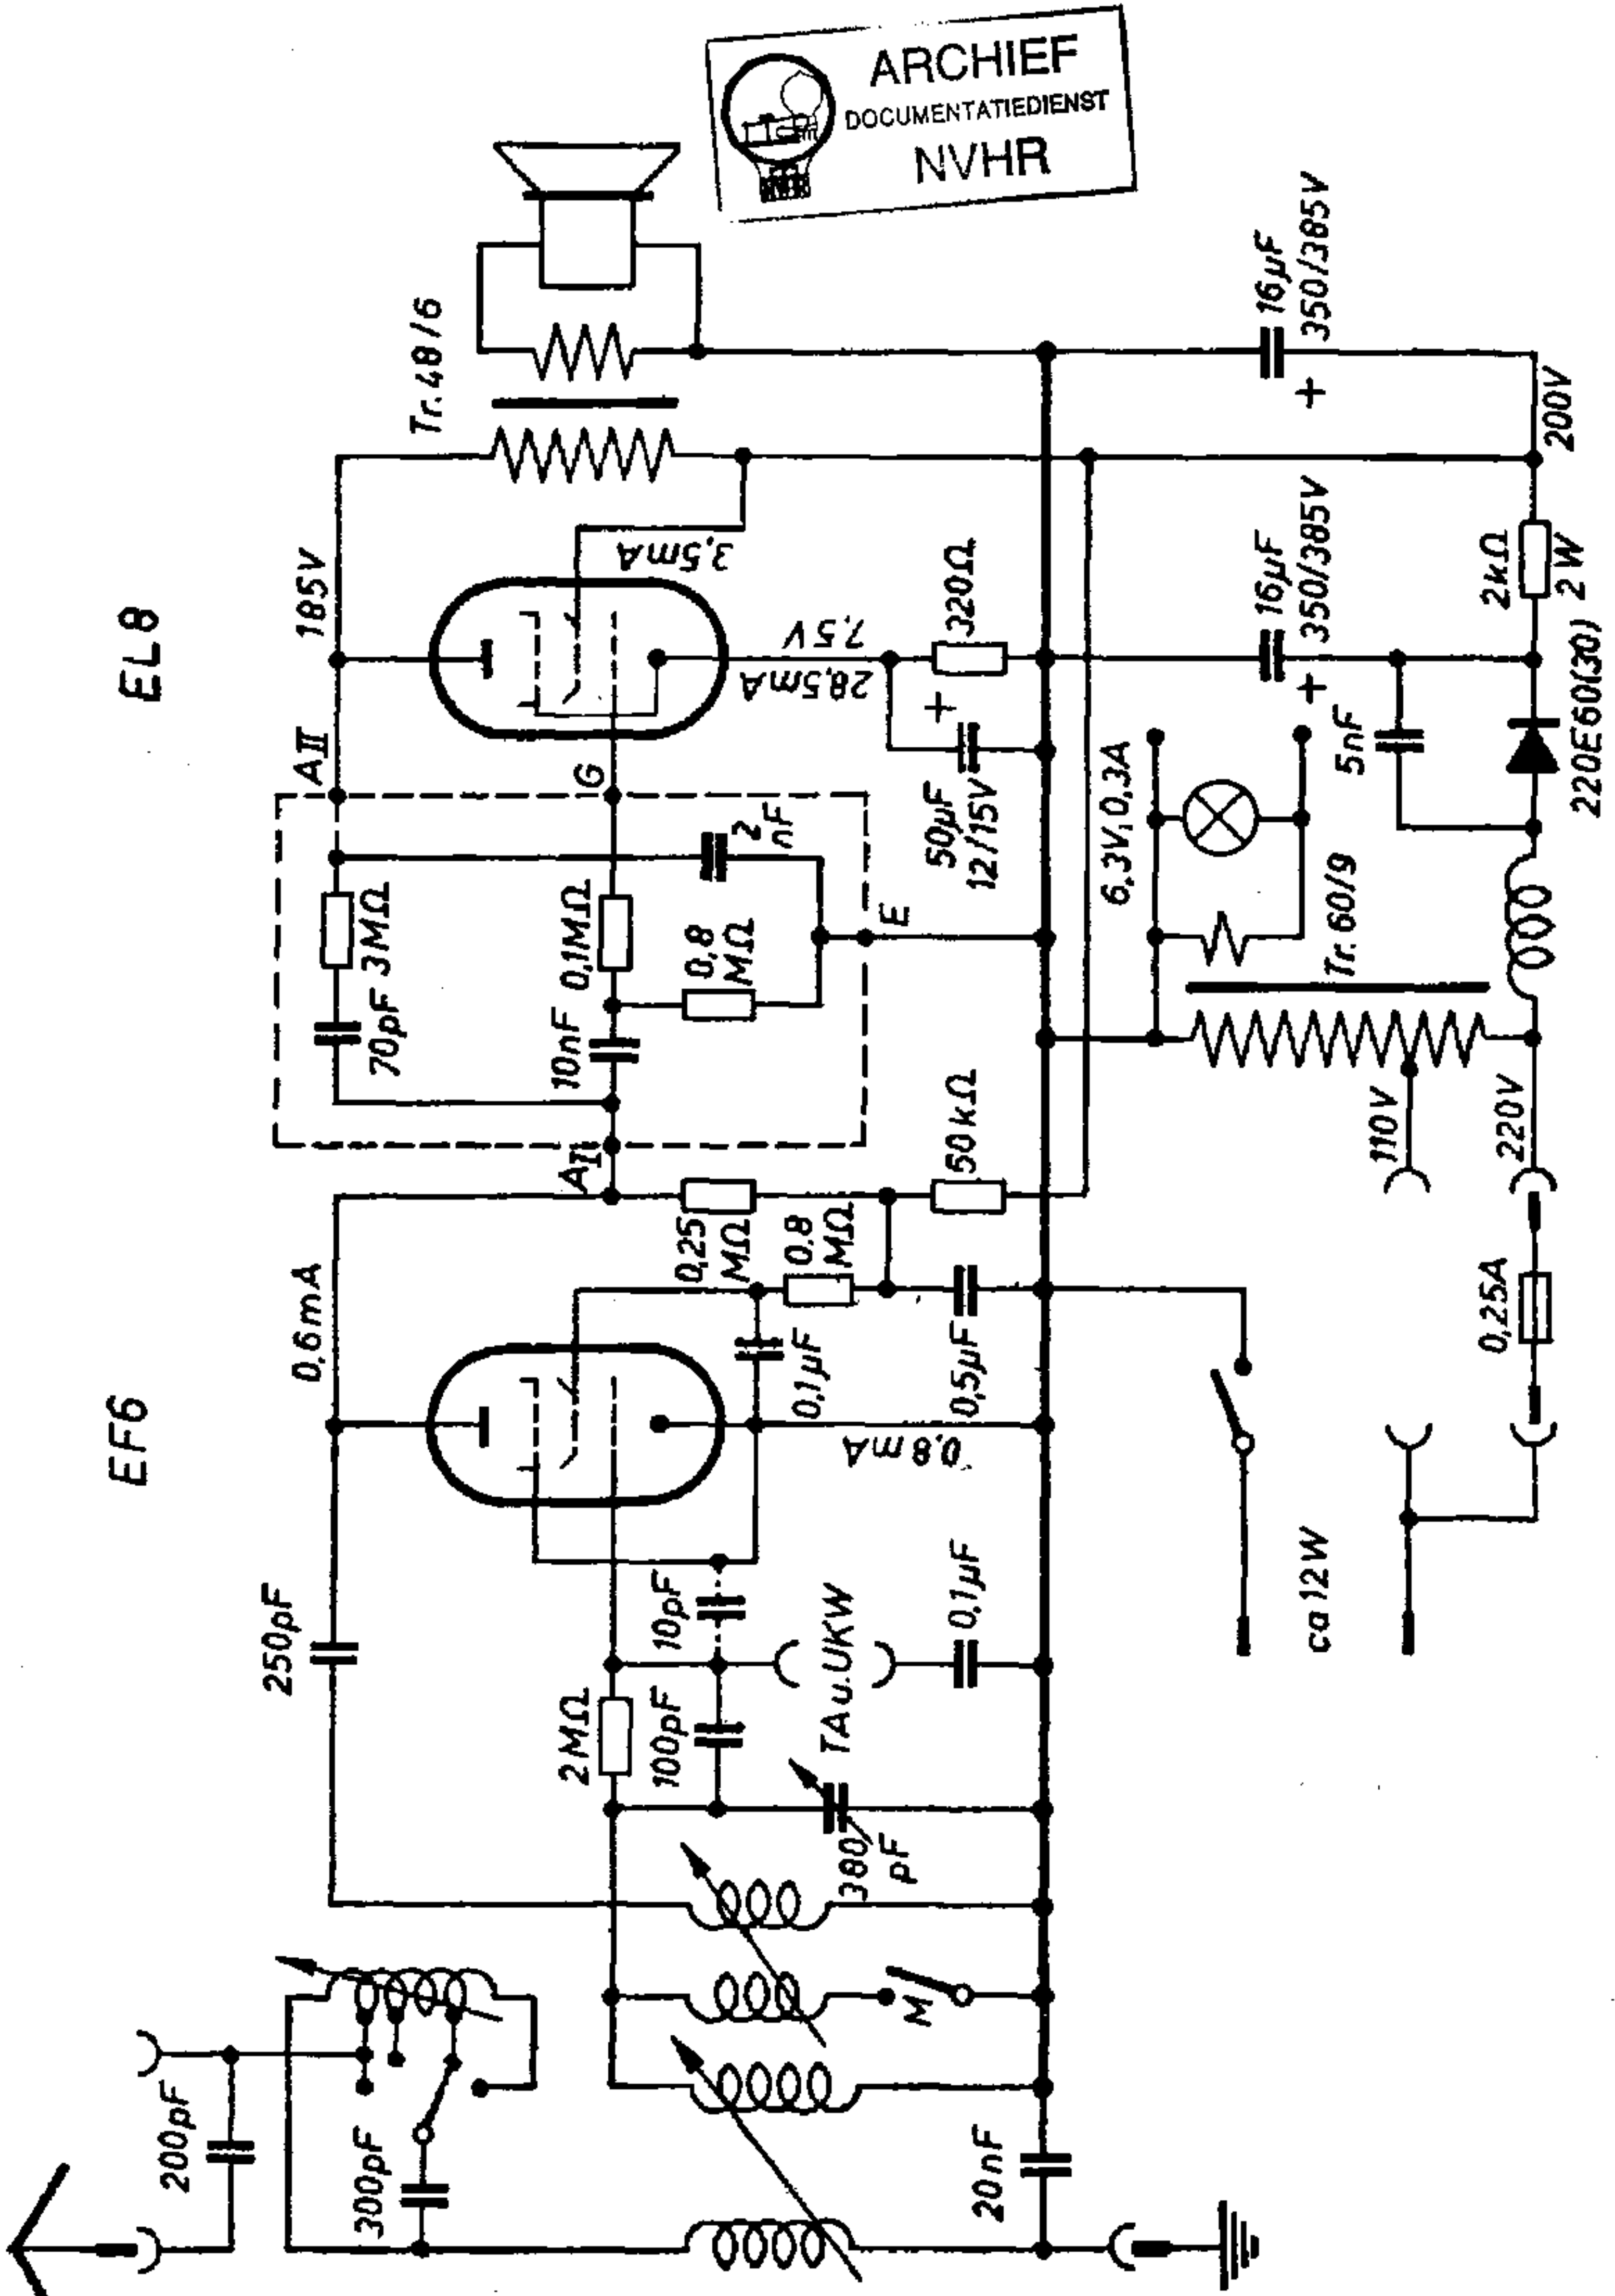 ARCHIEF
DOCUMENTATIEDIENST
NVHR
EF6
EL8
200pF
300pF
250pF
0,6mA
2MΩ
100pF
10pF
380
pF
TA u. UKW
0,1µF
M
20nF
0,8mA
0,1µF
0,8
MΩ
0,25
MΩ
0,5µF
50kΩ
AI
70pF
3MΩ
10nF
0,1MΩ
0,8
MΩ
2
nF
AII
G
E
185V
3,5mA
7,5V
28,5mA
+
50µF
12/15V
320Ω
Tr.48/6
ca 12W
0,25A
110V
220V
Tr.60/9
6,3V,0,3A
5nF
220E60(30)
+
16µF
350/385V
2kΩ
2W
200V
+
16µF
350/385V